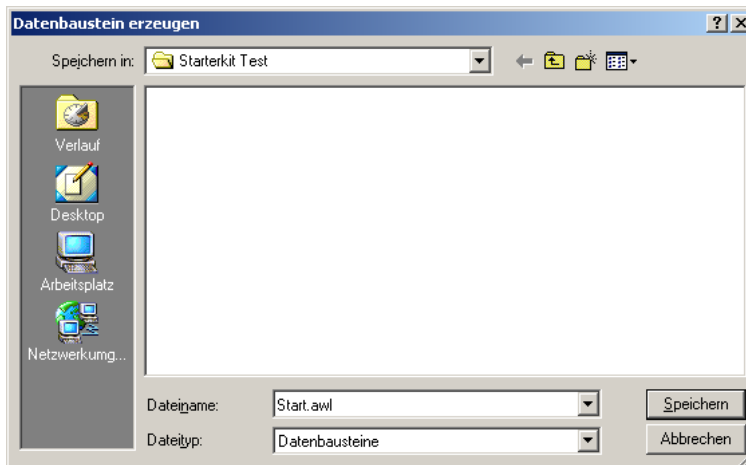 Datenbaustein erzeugen
Speichern in: Starterkit Test
Verlauf
Desktop
Arbeitsplatz
Netzwerkumg...
Dateiname: Start.awl Speichern
Dateityp: Datenbausteine Abbrechen